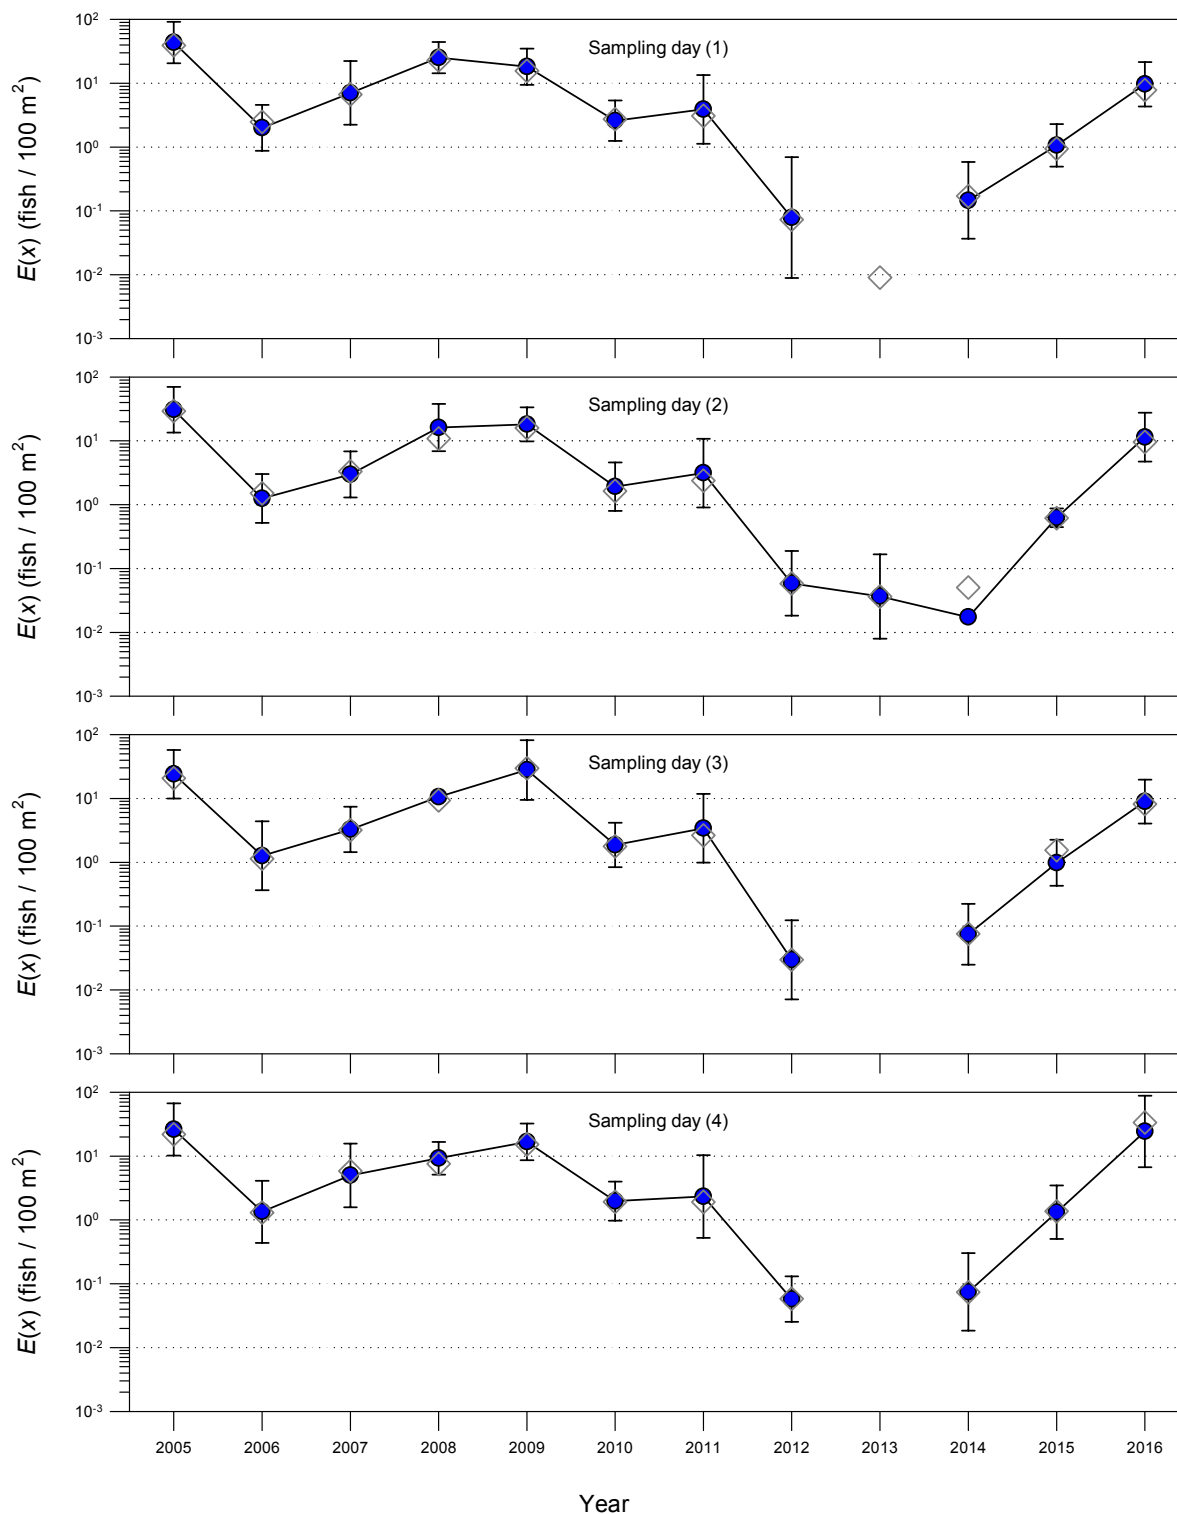 Sampling day (1)
E(x) (fish / 100 m²)
10²
10¹
10⁰
10⁻¹
10⁻²
10⁻³
Sampling day (2)
E(x) (fish / 100 m²)
10²
10¹
10⁰
10⁻¹
10⁻²
10⁻³
Sampling day (3)
E(x) (fish / 100 m²)
10²
10¹
10⁰
10⁻¹
10⁻²
10⁻³
Sampling day (4)
E(x) (fish / 100 m²)
10²
10¹
10⁰
10⁻¹
10⁻²
10⁻³
2005 2006 2007 2008 2009 2010 2011 2012 2013 2014 2015 2016
Year